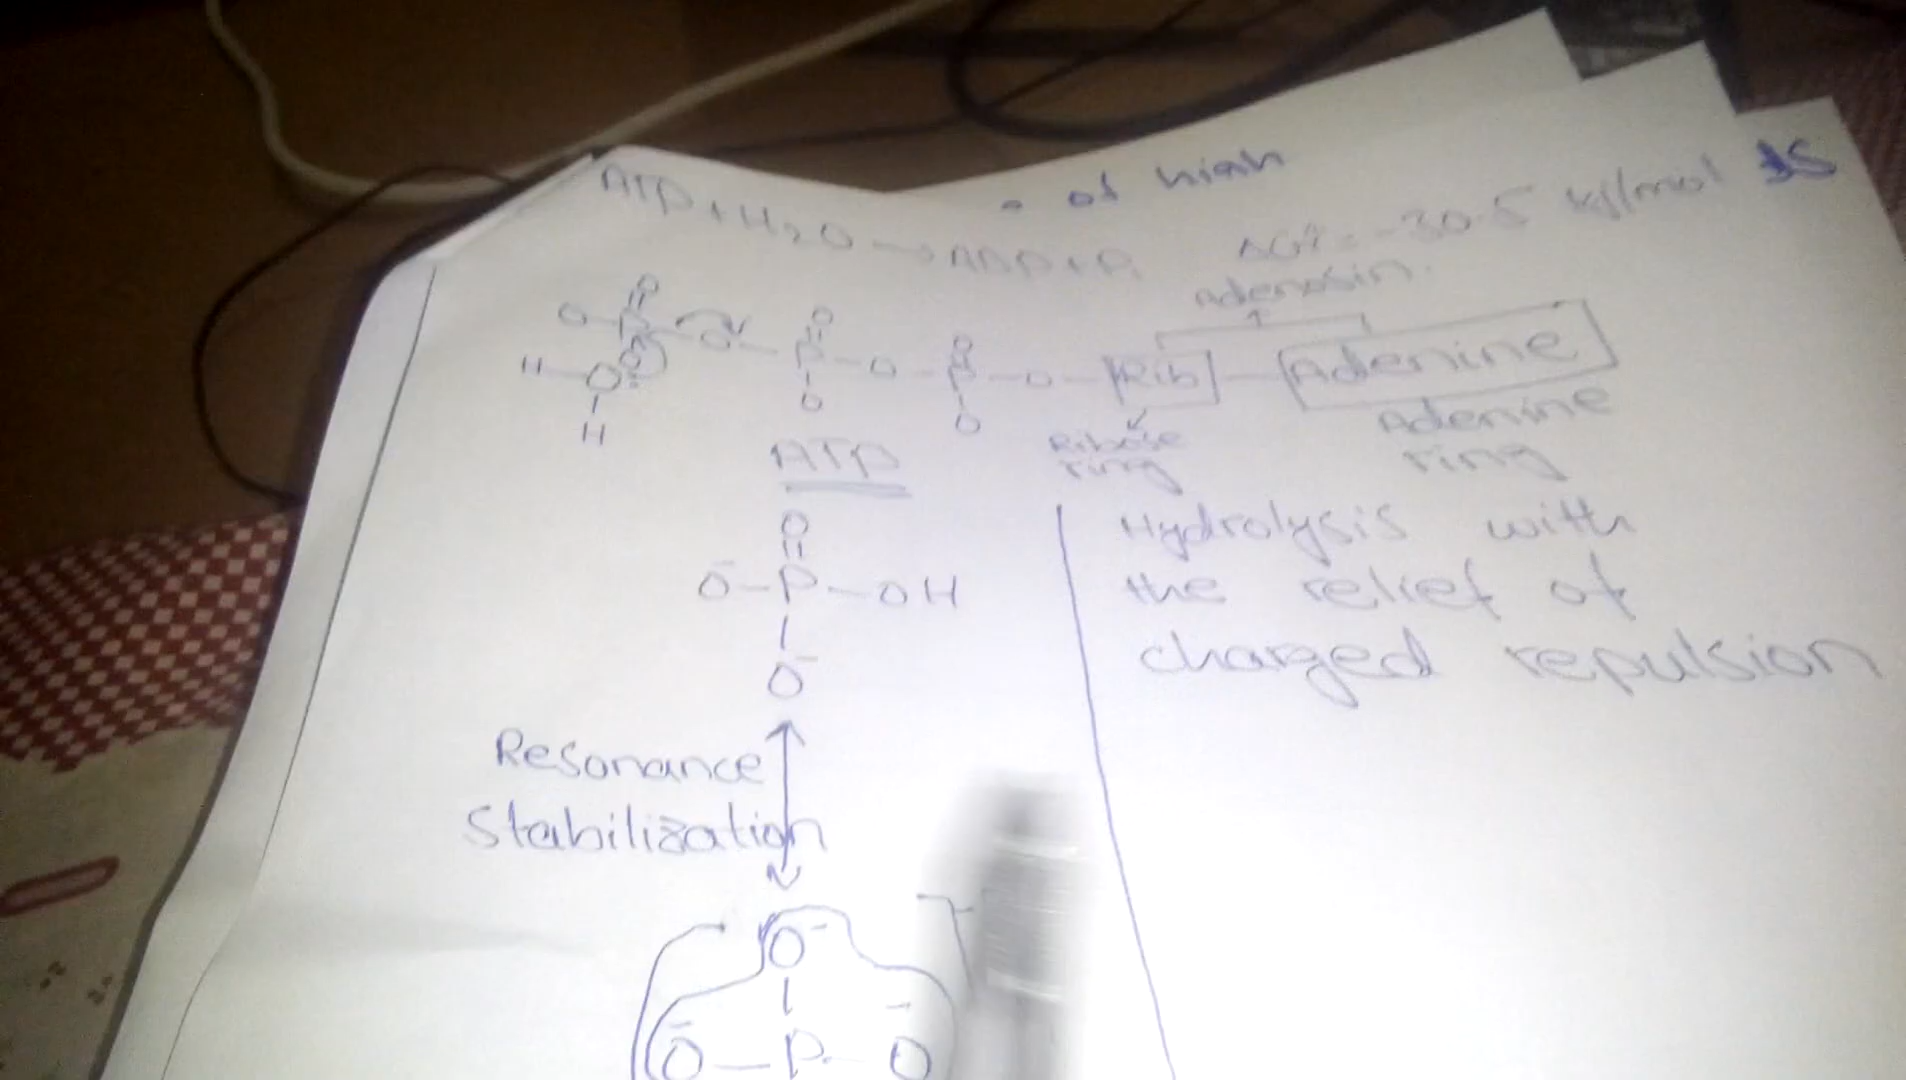 of high
is
ATP + H2O → ADP + Pi ΔG°= -30.5 kJ/mol
adenosin.
O
O - P - O - P - O - P - O - Rib - Adenine
H O
H
O O
Ribose ring
Adenine ring
ATP
O
O⁻ - P - OH
O⁻
Hydrolysis with
the relief of
charged repulsion
Resonance
Stabilization
O⁻
O⁻ - P - O⁻